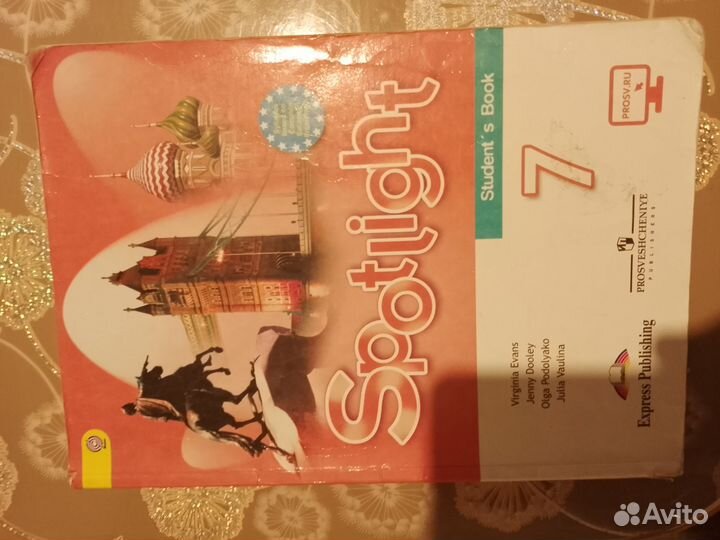 Spotlight
Student's Book
7
PROSV.RU
Virginia Evans
Jenny Dooley
Olga Podolyako
Julia Vaulina
Express Publishing
PROSVESHCHENIYE
PUBLISHERS
Avito